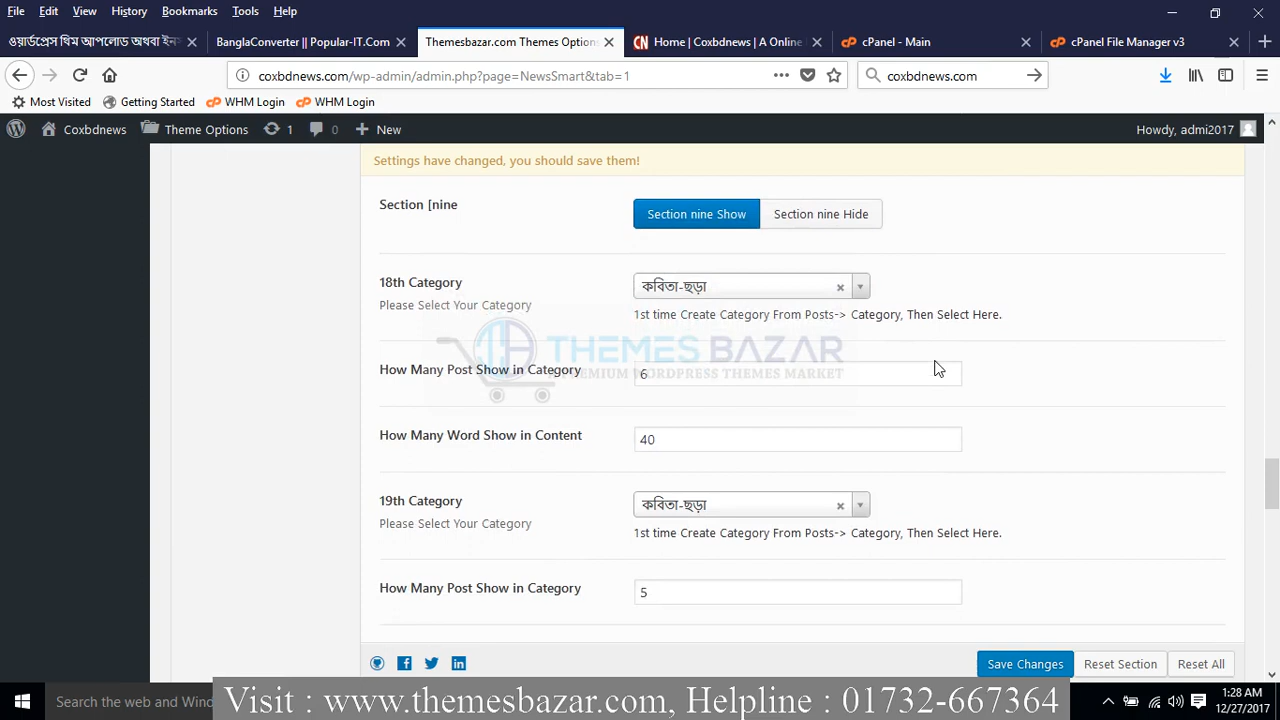 File Edit View History Bookmarks Tools Help
ওয়ার্ডপ্রেস থিম আপলোড অথবা ইনস
BanglaConverter || Popular-IT.Com
Themesbazar.com Themes Options
Home | Coxbdnews | A Online
cPanel - Main
cPanel File Manager v3
coxbdnews.com/wp-admin/admin.php?page=NewsSmart&tab=1
coxbdnews.com
Most Visited Getting Started WHM Login WHM Login
Coxbdnews Theme Options 1 0 New Howdy, admi2017
Settings have changed, you should save them!
Section [nine Section nine Show Section nine Hide
18th Category
Please Select Your Category
কবিতা-ছড়া
1st time Create Category From Posts-> Category, Then Select Here.
THEMES BAZAR
PREMIUM WORDPRESS THEMES MARKET
How Many Post Show in Category 6
How Many Word Show in Content 40
19th Category
Please Select Your Category
কবিতা-ছড়া
1st time Create Category From Posts-> Category, Then Select Here.
How Many Post Show in Category 5
Save Changes Reset Section Reset All
Search the web and Wind
Visit : www.themesbazar.com, Helpline : 01732-667364
1:28 AM
12/27/2017